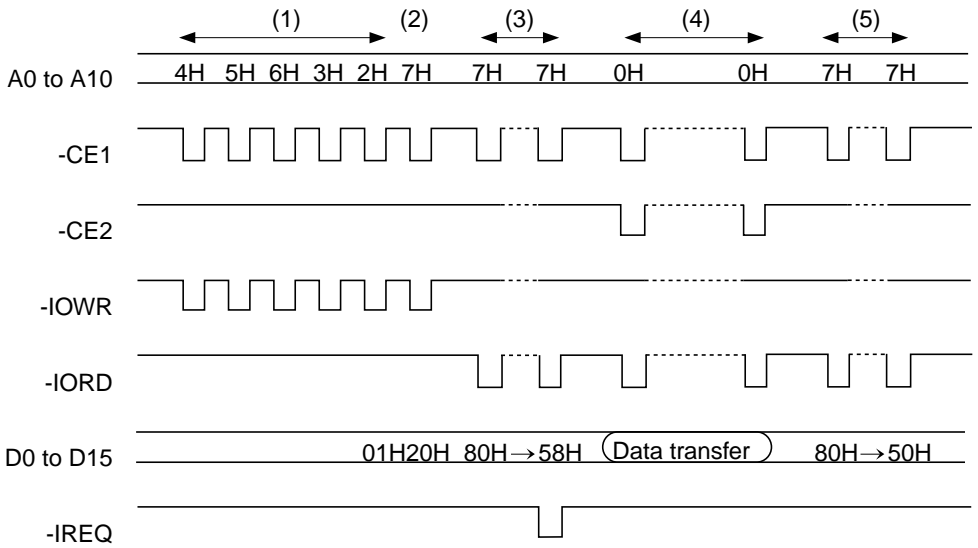 (1) (2) (3) (4) (5)
A0 to A10 4H 5H 6H 3H 2H 7H 7H 7H 0H 0H 7H 7H
-CE1
-CE2
-IOWR
-IORD
D0 to D15 01H20H 80H→58H Data transfer 80H→50H
-IREQ